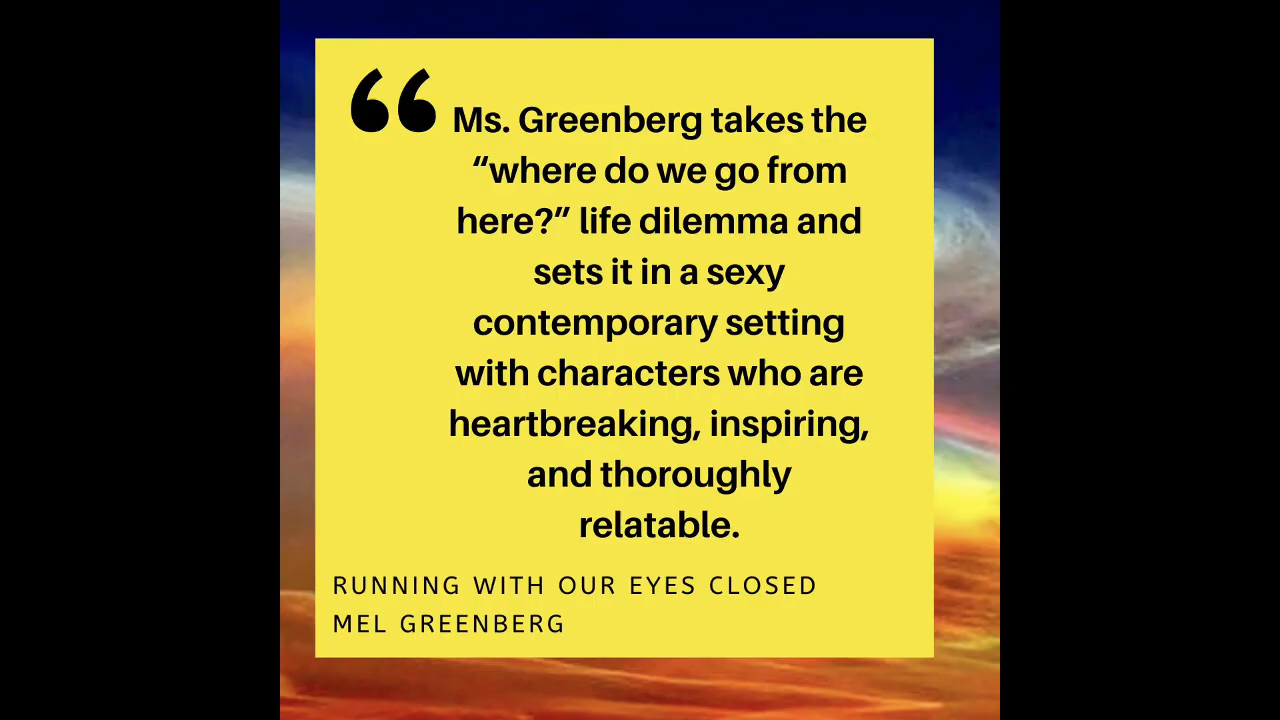 “ Ms. Greenberg takes the
“where do we go from
here?” life dilemma and
sets it in a sexy
contemporary setting
with characters who are
heartbreaking, inspiring,
and thoroughly
relatable.
RUNNING WITH OUR EYES CLOSED
MEL GREENBERG